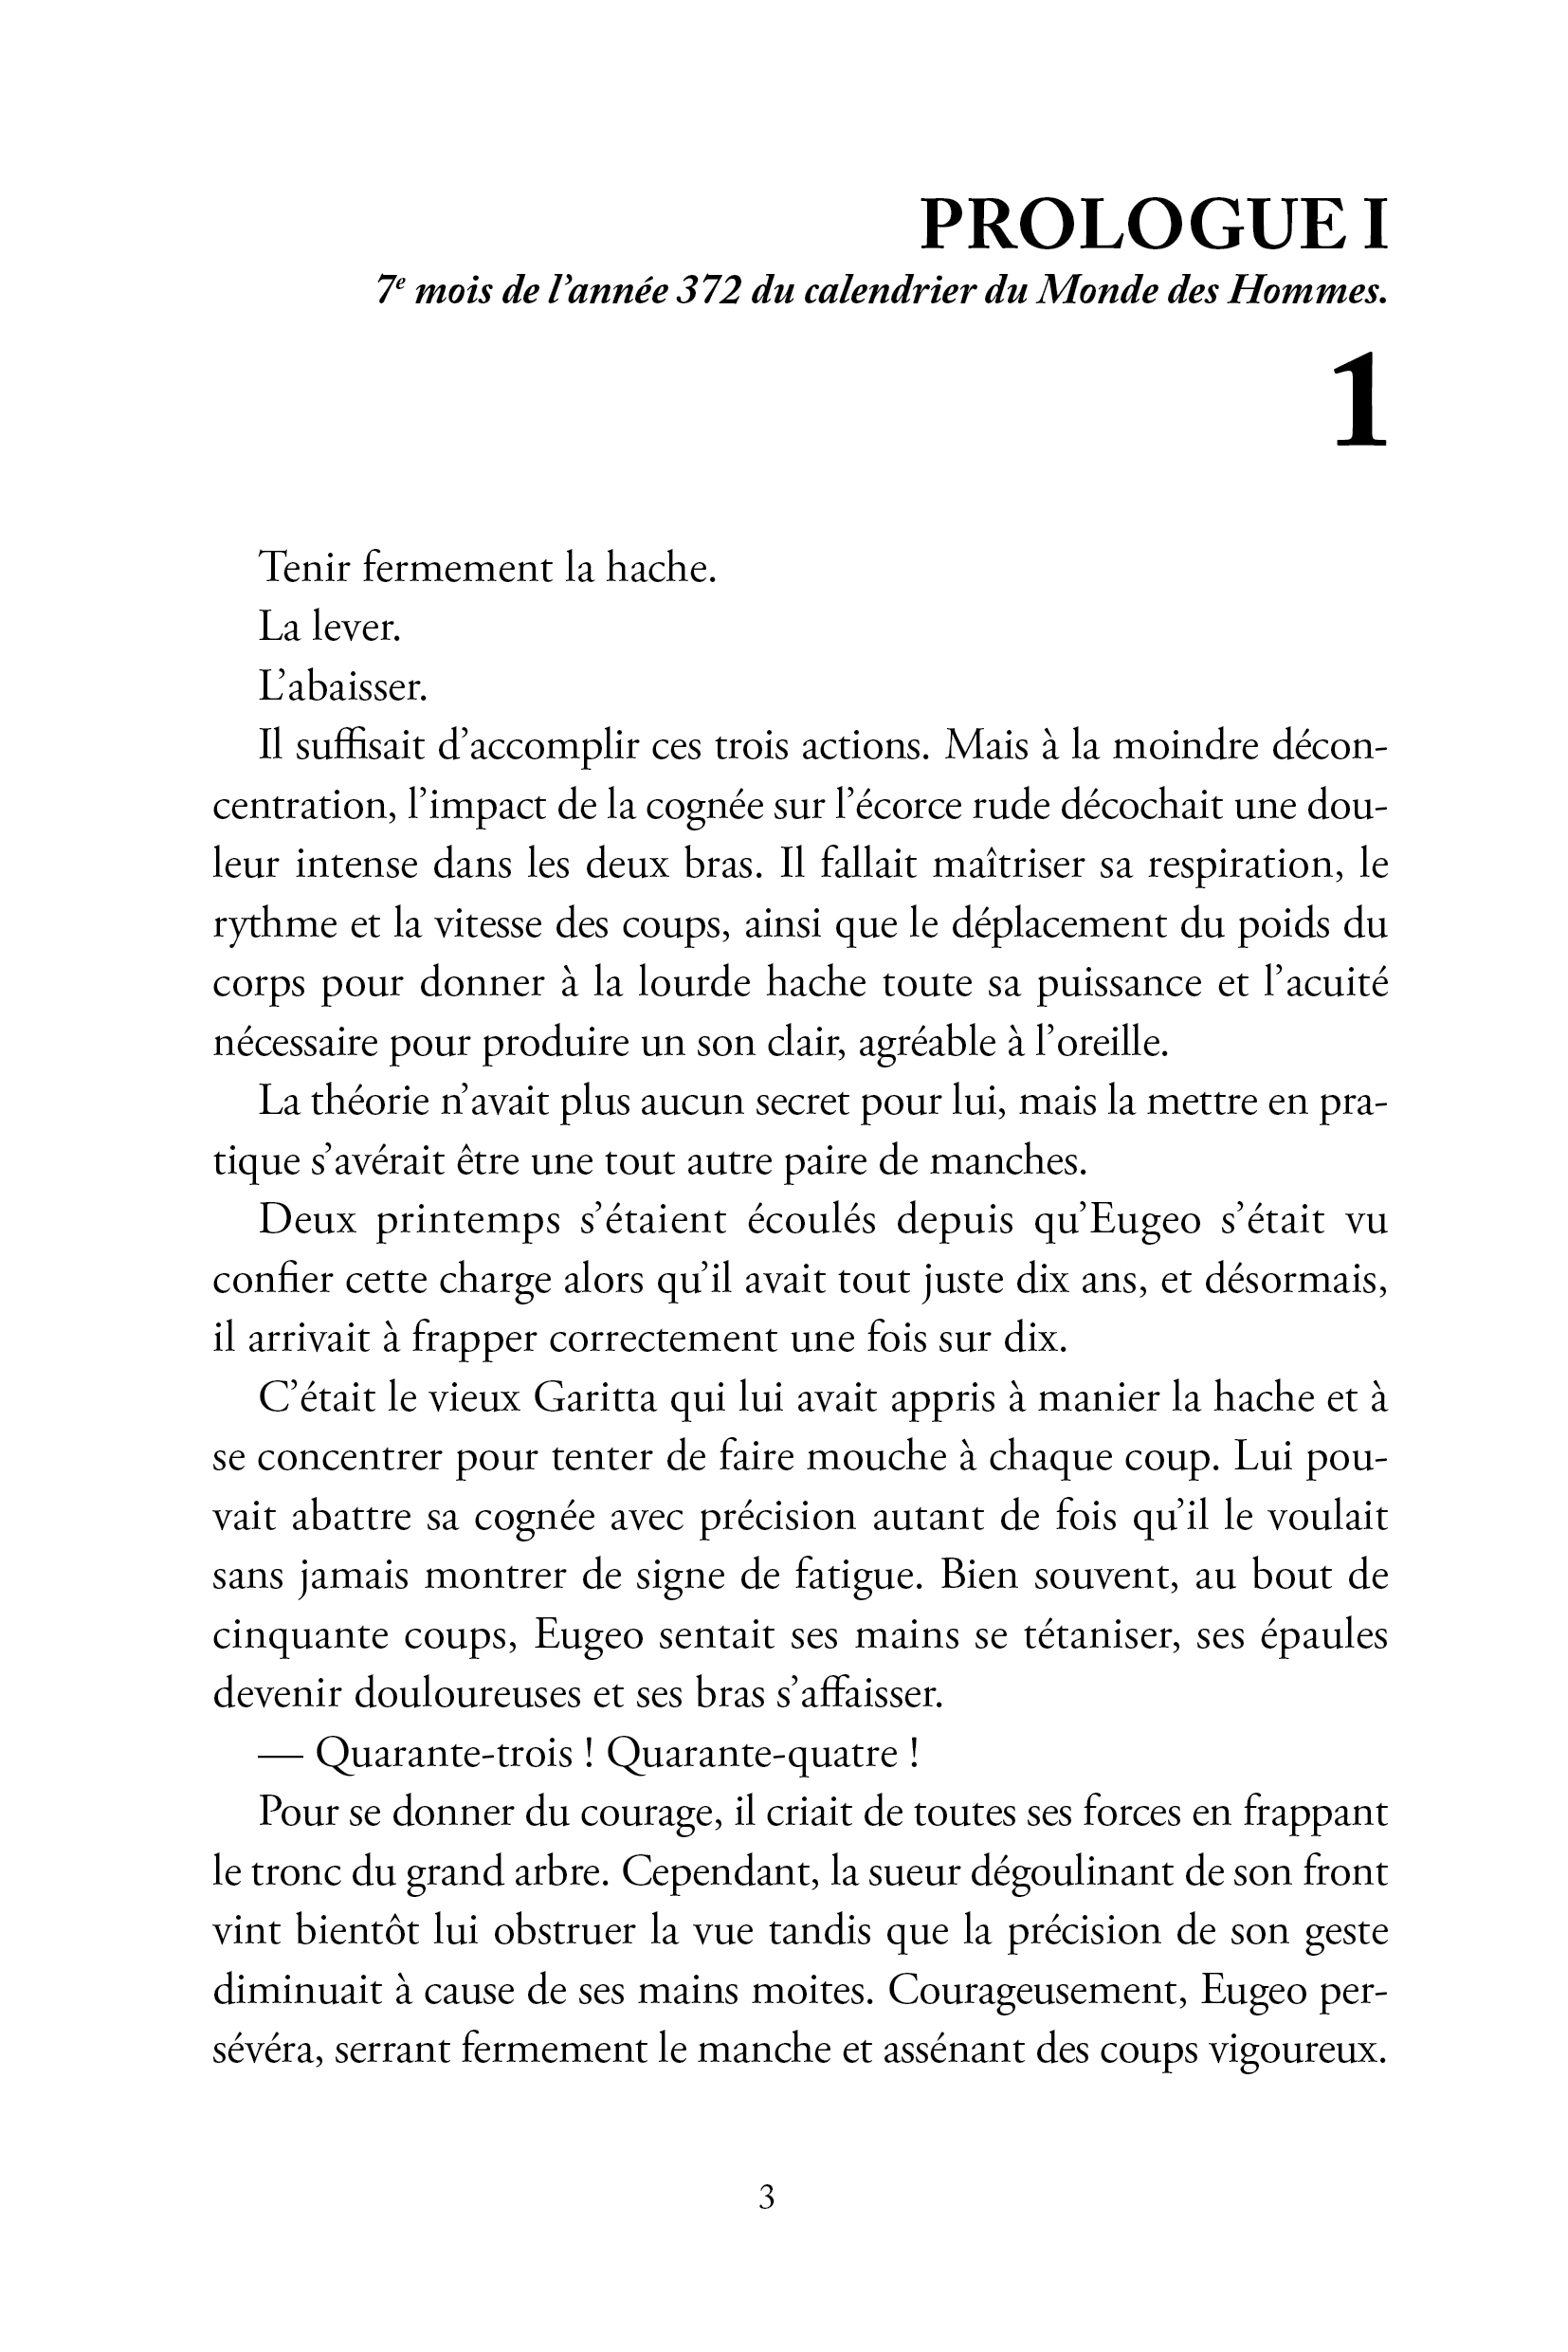 PROLOGUE I
7e mois de l’année 372 du calendrier du Monde des Hommes.
1
Tenir fermement la hache.
La lever.
L’abaisser.
Il suffisait d’accomplir ces trois actions. Mais à la moindre décon-
centration, l’impact de la cognée sur l’écorce rude décochait une dou-
leur intense dans les deux bras. Il fallait maîtriser sa respiration, le
rythme et la vitesse des coups, ainsi que le déplacement du poids du
corps pour donner à la lourde hache toute sa puissance et l’acuité
nécessaire pour produire un son clair, agréable à l’oreille.
La théorie n’avait plus aucun secret pour lui, mais la mettre en pra-
tique s’avérait être une tout autre paire de manches.
Deux printemps s’étaient écoulés depuis qu’Eugeo s’était vu
confier cette charge alors qu’il avait tout juste dix ans, et désormais,
il arrivait à frapper correctement une fois sur dix.
C’était le vieux Garitta qui lui avait appris à manier la hache et à
se concentrer pour tenter de faire mouche à chaque coup. Lui pou-
vait abattre sa cognée avec précision autant de fois qu’il le voulait
sans jamais montrer de signe de fatigue. Bien souvent, au bout de
cinquante coups, Eugeo sentait ses mains se tétaniser, ses épaules
devenir douloureuses et ses bras s’affaisser.
— Quarante-trois ! Quarante-quatre !
Pour se donner du courage, il criait de toutes ses forces en frappant
le tronc du grand arbre. Cependant, la sueur dégoulinant de son front
vint bientôt lui obstruer la vue tandis que la précision de son geste
diminuait à cause de ses mains moites. Courageusement, Eugeo per-
sévéra, serrant fermement le manche et assénant des coups vigoureux.
3